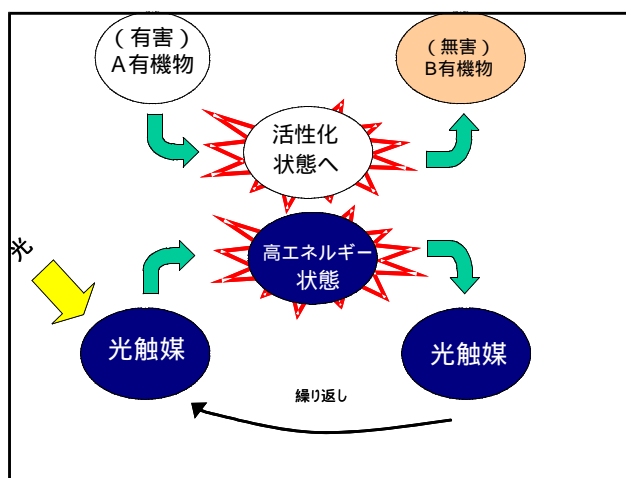 (有害)
A有機物
(無害)
B有機物
活性化
状態へ
光
高エネルギー
状態
光触媒
光触媒
繰り返し